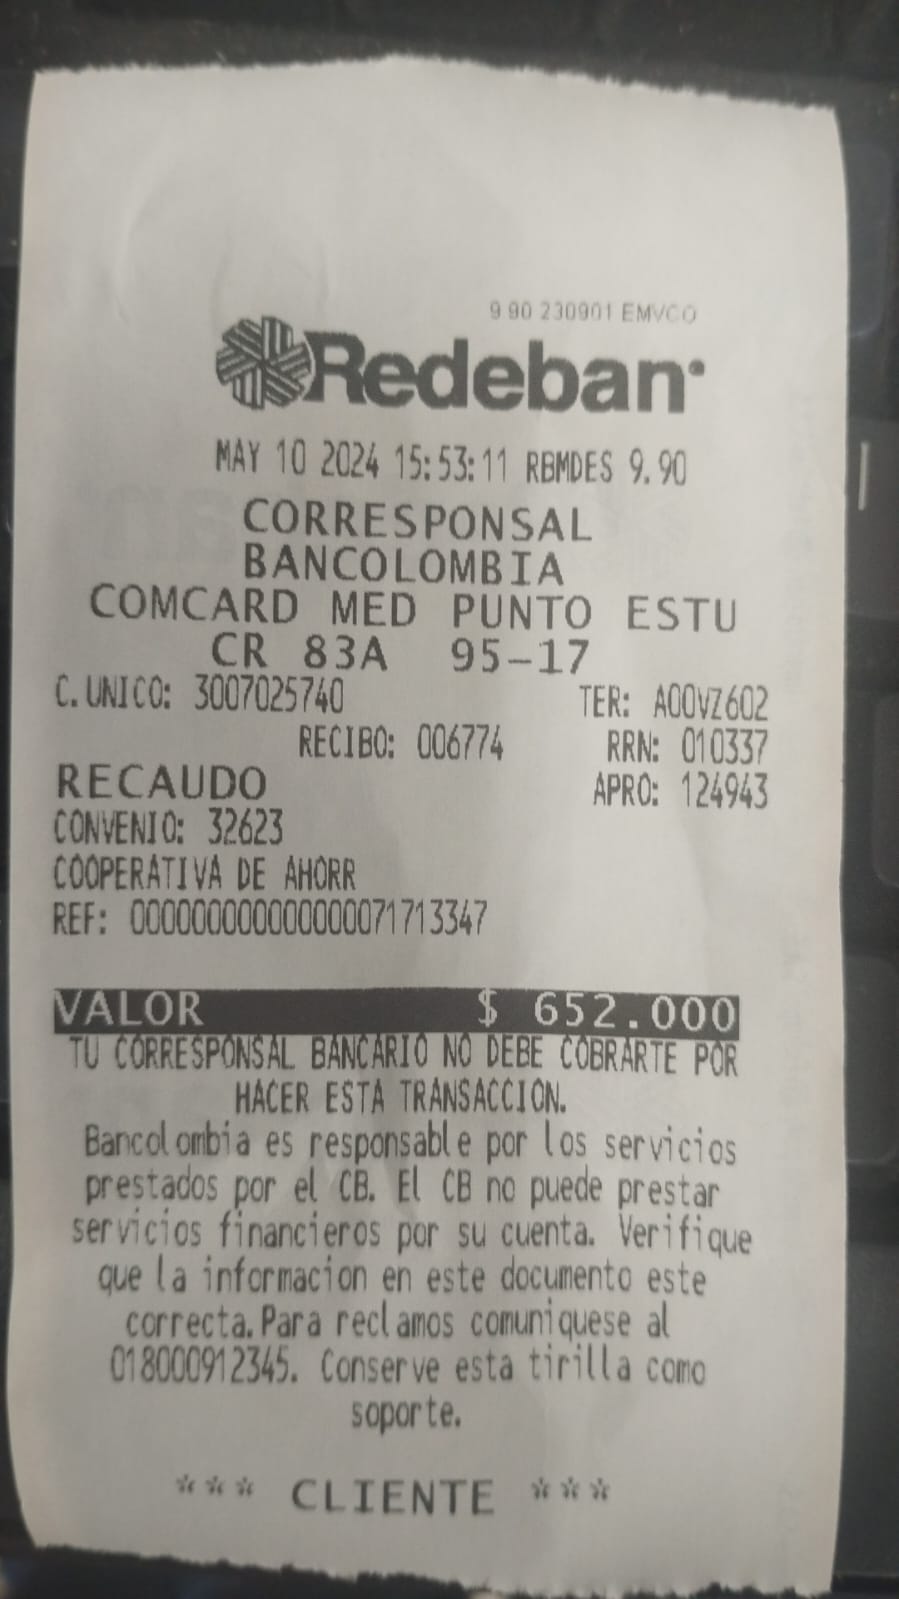 9 90 230901 EMVCO
Redeban
MAY 10 2024 15:53:11 RBMDES 9.90
CORRESPONSAL
BANCOLOMBIA
COMCARD MED PUNTO ESTU
CR 83A 95-17
C.UNICO: 3007025740 TER: A00VZ602
RECIBO: 006774 RRN: 010337
RECAUDO APRO: 124943
CONVENIO: 32623
COOPERATIVA DE AHORR
REF: 000000000000000071713347
VALOR $ 652.000
TU CORRESPONSAL BANCARIO NO DEBE COBRARTE POR
HACER ESTA TRANSACCION.
Bancolombia es responsable por los servicios
prestados por el CB. El CB no puede prestar
servicios financieros por su cuenta. Verifique
que la informacion en este documento este
correcta. Para reclamos comuniquese al
018000912345. Conserve esta tirilla como
soporte.
*** CLIENTE ***